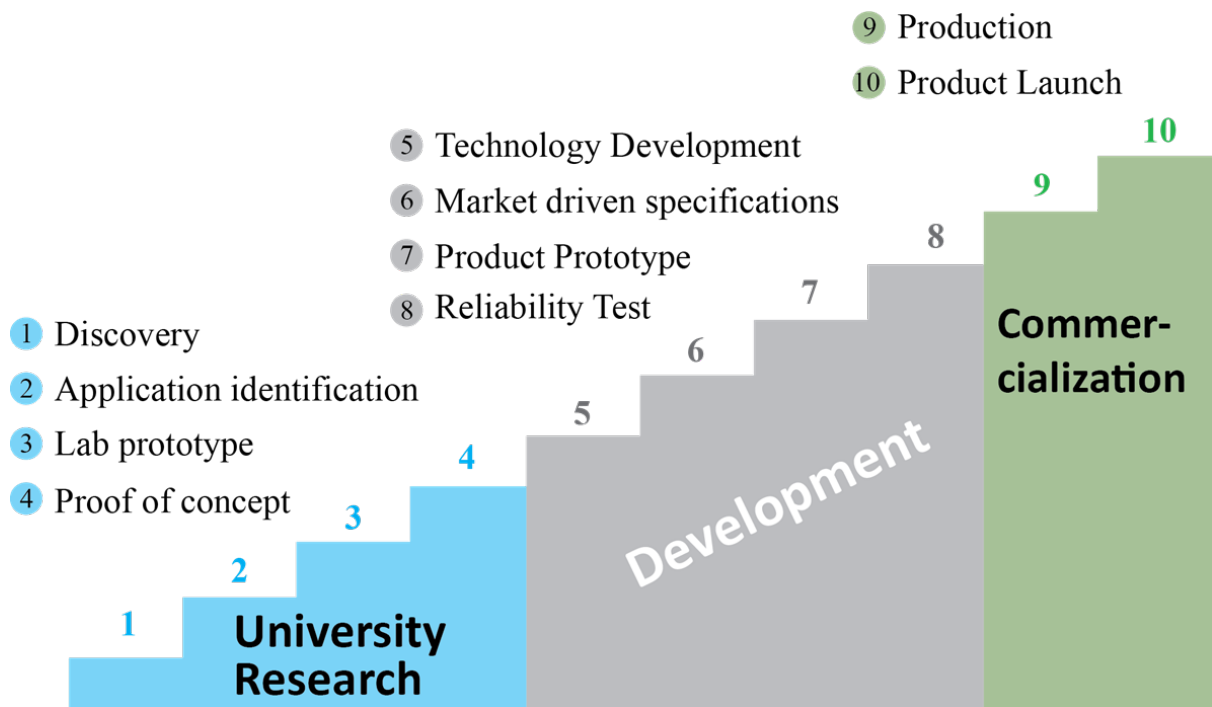 9 Production
10 Product Launch
5 Technology Development
6 Market driven specifications
7 Product Prototype
8 Reliability Test
1 Discovery
2 Application identification
3 Lab prototype
4 Proof of concept
1
2
3
4
5
6
7
8
9
10
University
Research
Development
Commer-
cialization